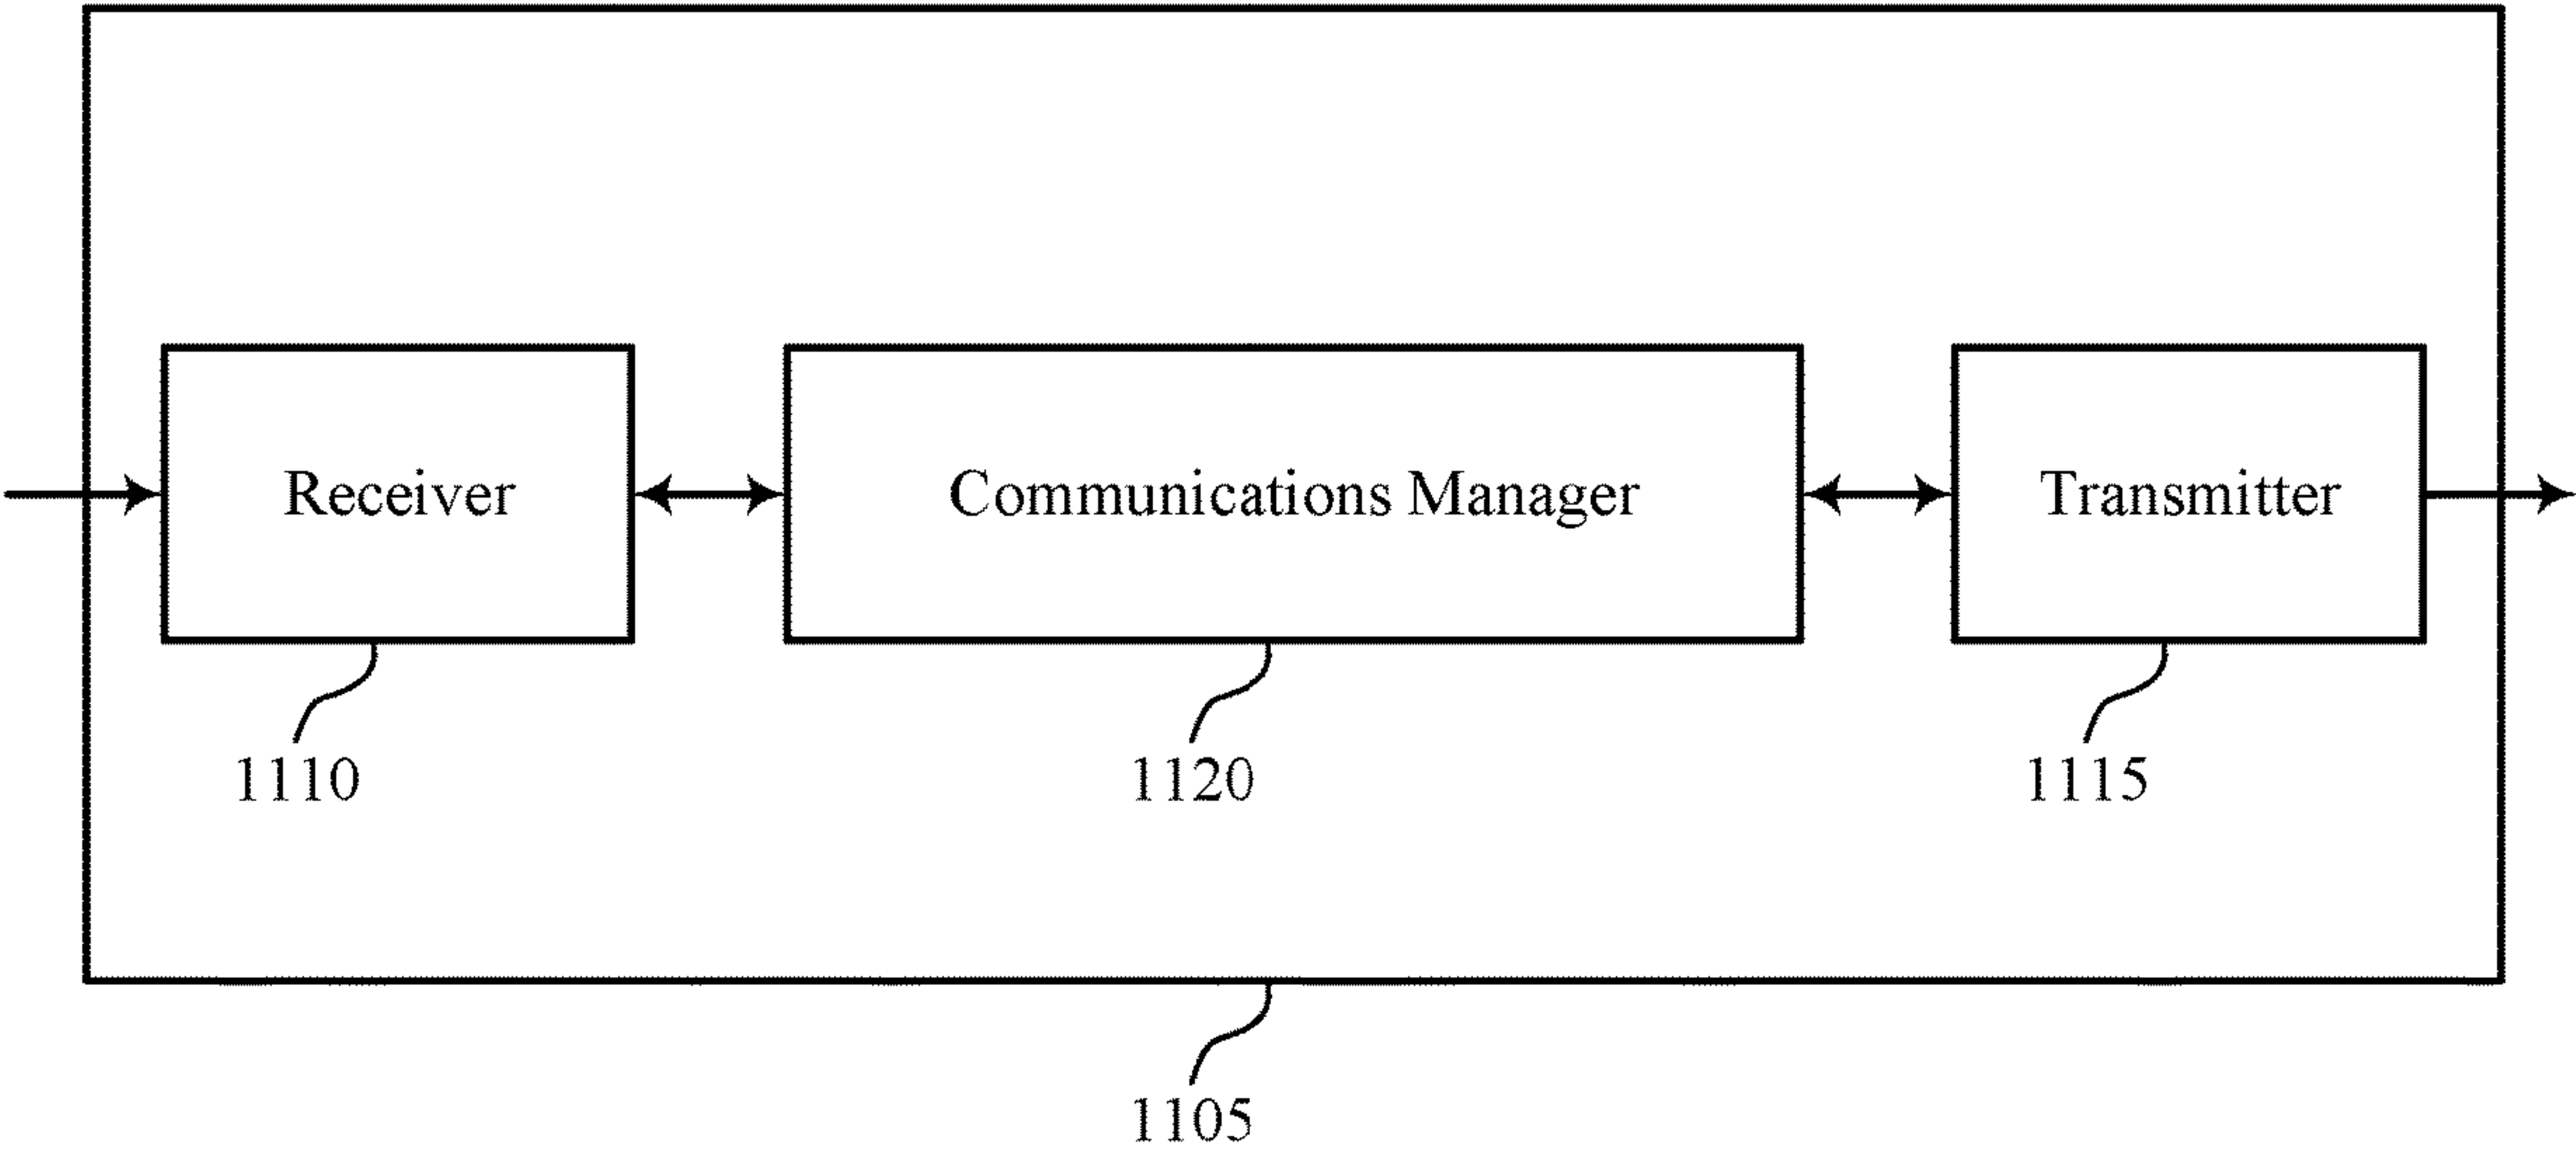 Receiver
Communications Manager
Transmitter
1110
1120
1115
1105